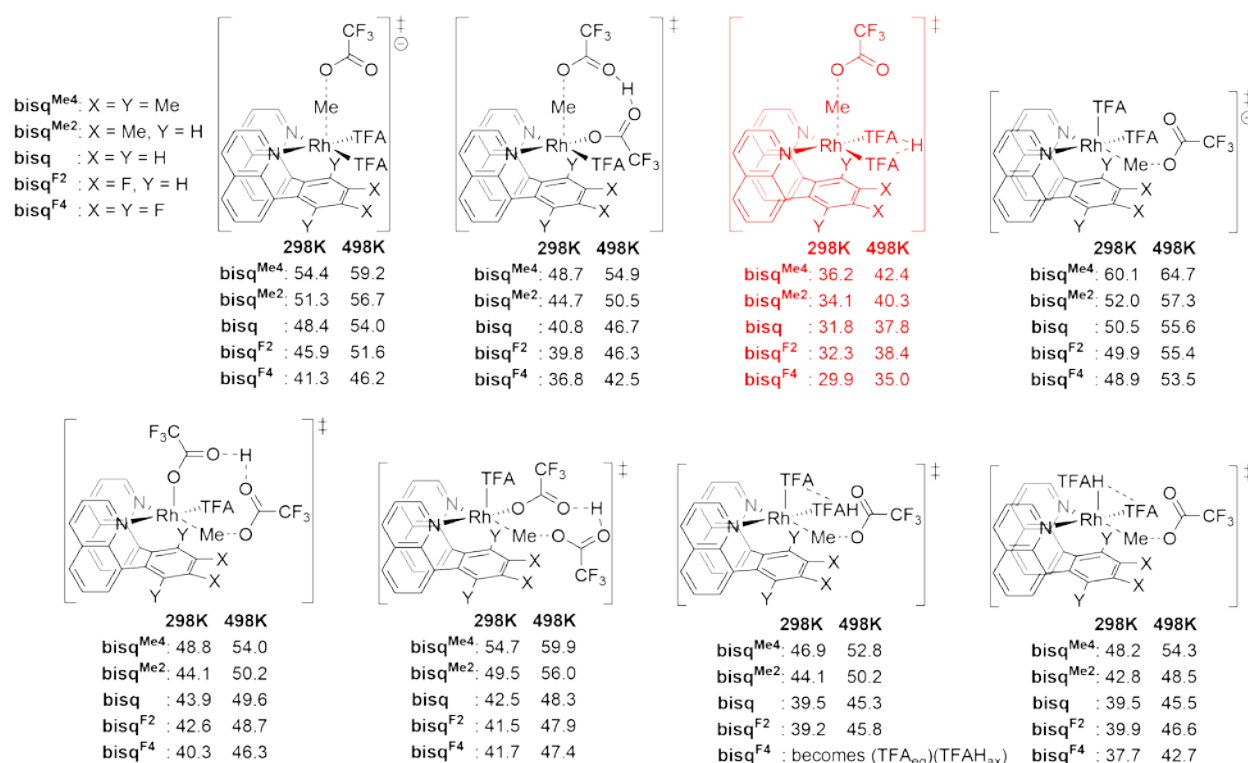 bisq^Me4: X = Y = Me
bisq^Me2: X = Me, Y = H
bisq : X = Y = H
bisq^F2 : X = F, Y = H
bisq^F4 : X = Y = F
‡
⊖
CF3
O
O
Me
N
N
Rh
TFA
TFA
Y
X
X
Y
298K 498K
bisq^Me4: 54.4 59.2
bisq^Me2: 51.3 56.7
bisq : 48.4 54.0
bisq^F2 : 45.9 51.6
bisq^F4 : 41.3 46.2
‡
CF3
O
O
H
Me
O
O
N
N
Rh
TFA
CF3
Y
X
X
Y
298K 498K
bisq^Me4: 48.7 54.9
bisq^Me2: 44.7 50.5
bisq : 40.8 46.7
bisq^F2 : 39.8 46.3
bisq^F4 : 36.8 42.5
‡
CF3
O
O
Me
N
N
Rh
TFA
TFA
H
Y
X
X
Y
298K 498K
bisq^Me4: 36.2 42.4
bisq^Me2: 34.1 40.3
bisq : 31.8 37.8
bisq^F2 : 32.3 38.4
bisq^F4 : 29.9 35.0
‡
⊖
TFA
O
N
N
Rh
TFA
CF3
Y
Me
O
X
X
Y
298K 498K
bisq^Me4: 60.1 64.7
bisq^Me2: 52.0 57.3
bisq : 50.5 55.6
bisq^F2 : 49.9 55.4
bisq^F4 : 48.9 53.5
‡
F3C
O
H
O
O
N
N
Rh
TFA
CF3
Y
Me
O
X
X
Y
298K 498K
bisq^Me4: 48.8 54.0
bisq^Me2: 44.1 50.2
bisq : 43.9 49.6
bisq^F2 : 42.6 48.7
bisq^F4 : 40.3 46.3
‡
TFA
CF3
O
O
H
N
N
Rh
Y
Me
O
O
X
X
CF3
Y
298K 498K
bisq^Me4: 54.7 59.9
bisq^Me2: 49.5 56.0
bisq : 42.5 48.3
bisq^F2 : 41.5 47.9
bisq^F4 : 41.7 47.4
‡
TFA
O
N
N
Rh
TFAH
CF3
Y
Me
O
X
X
Y
298K 498K
bisq^Me4: 46.9 52.8
bisq^Me2: 44.1 50.2
bisq : 39.5 45.3
bisq^F2 : 39.2 45.8
bisq^F4 : becomes (TFAeq)(TFAHax)
‡
TFAH
O
N
N
Rh
TFA
CF3
Y
Me
O
X
X
Y
298K 498K
bisq^Me4: 48.2 54.3
bisq^Me2: 42.8 48.5
bisq : 39.5 45.5
bisq^F2 : 39.9 46.6
bisq^F4 : 37.7 42.7